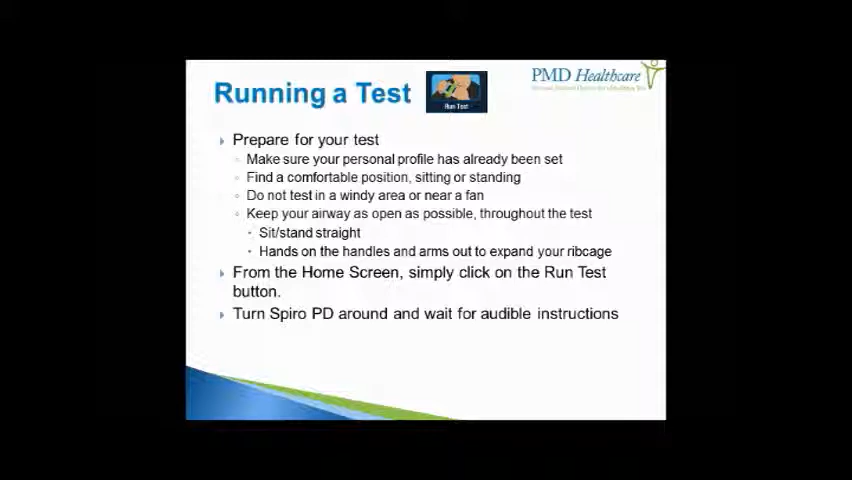 Running a Test
Run Test
PMD Healthcare
Prepare for your test
Make sure your personal profile has already been set
Find a comfortable position, sitting or standing
Do not test in a windy area or near a fan
Keep your airway as open as possible, throughout the test
Sit/stand straight
Hands on the handles and arms out to expand your ribcage
From the Home Screen, simply click on the Run Test
button.
Turn Spiro PD around and wait for audible instructions